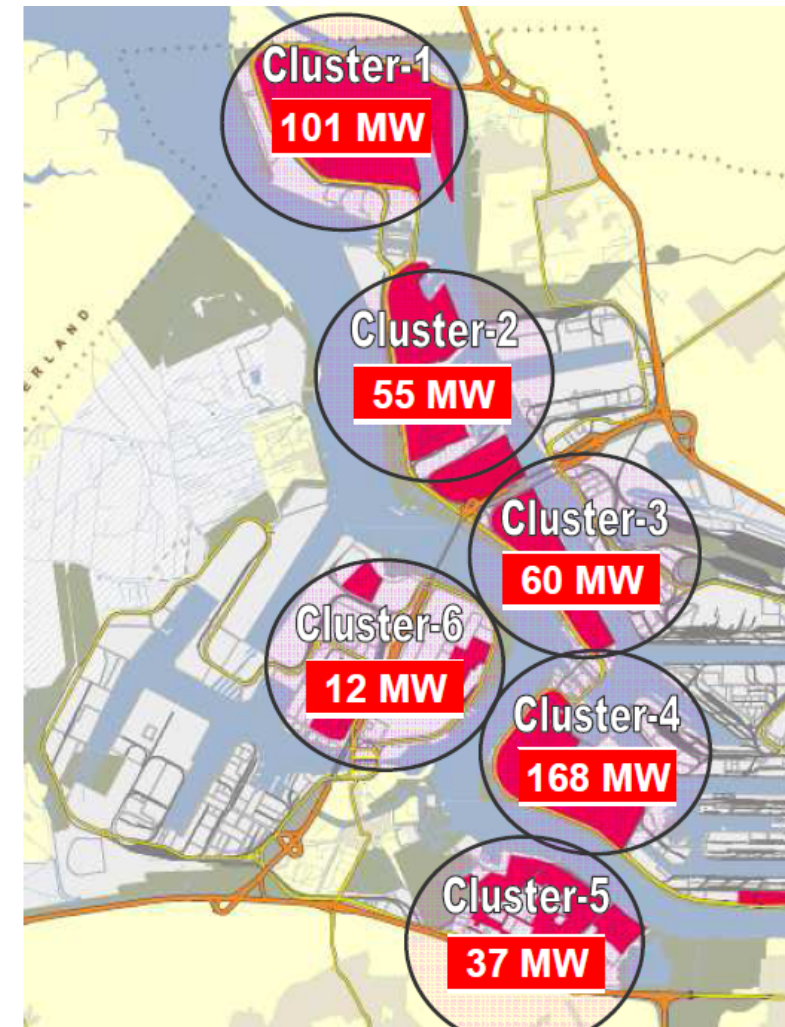 Cluster-1
101 MW
Cluster-2
55 MW
ERLAND
Cluster-3
60 MW
Cluster-6
12 MW
Cluster-4
168 MW
Cluster-5
37 MW